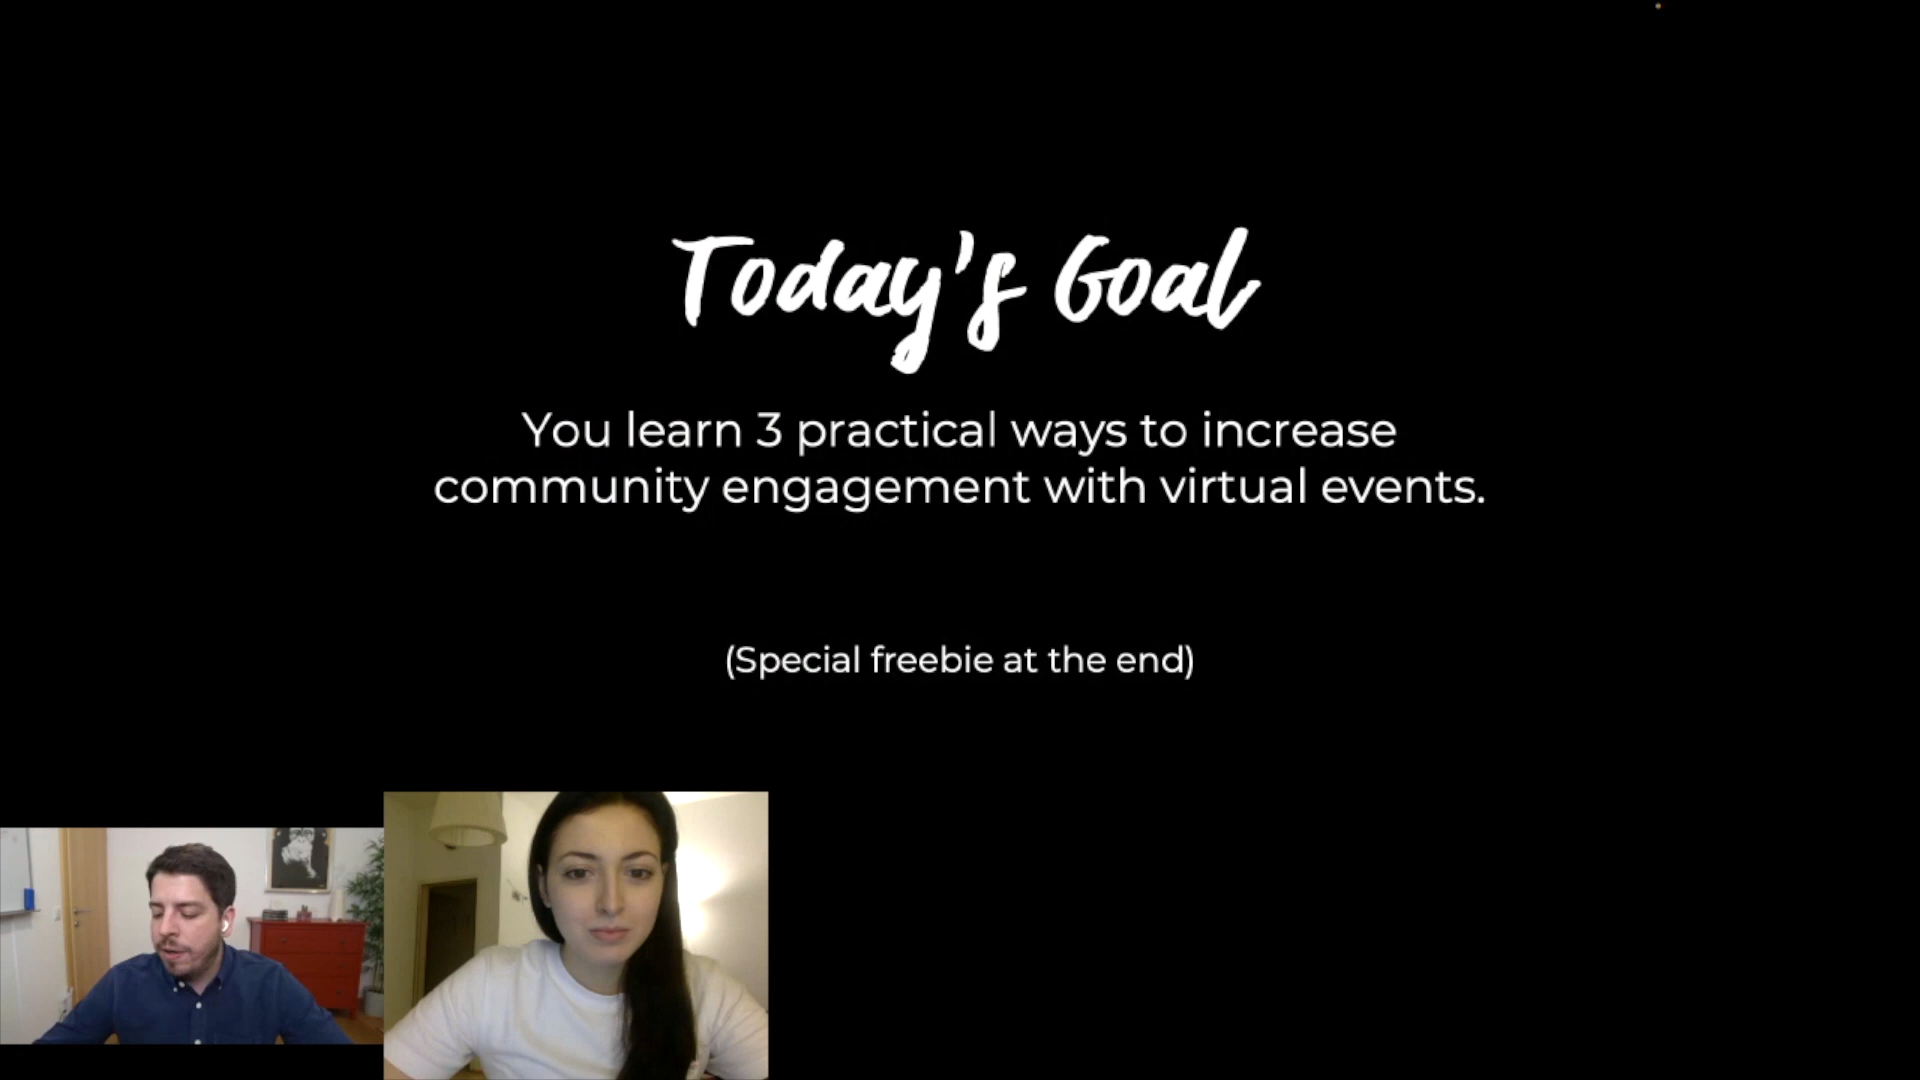 Today's Goal
You learn 3 practical ways to increase
community engagement with virtual events.
(Special freebie at the end)